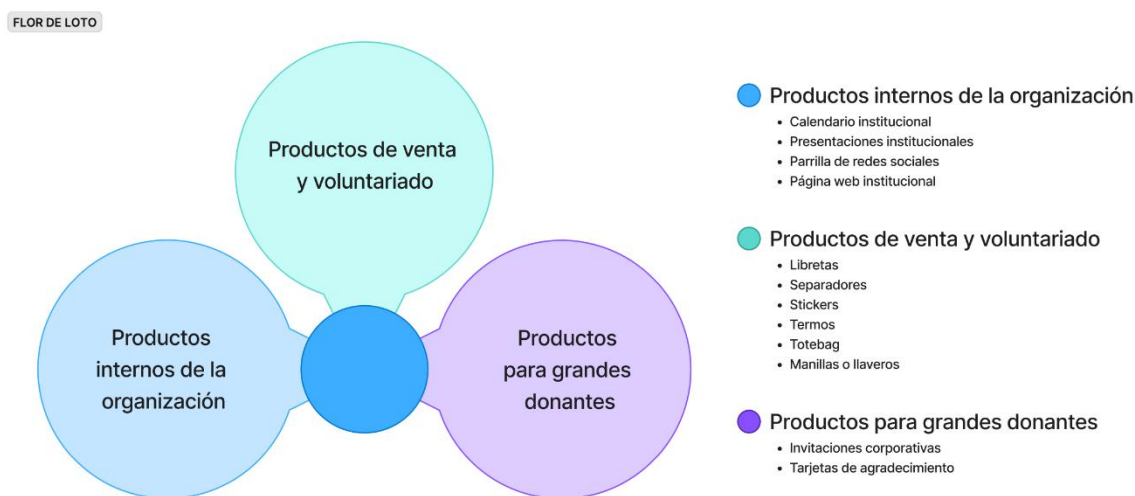 FLOR DE LOTO
Productos de venta
y voluntariado
Productos
internos de la
organización
Productos
para grandes
donantes
Productos internos de la organización
• Calendario institucional
• Presentaciones institucionales
• Parrilla de redes sociales
• Página web institucional
Productos de venta y voluntariado
• Libretas
• Separadores
• Stickers
• Termos
• Totebag
• Manillas o llaveros
Productos para grandes donantes
• Invitaciones corporativas
• Tarjetas de agradecimiento